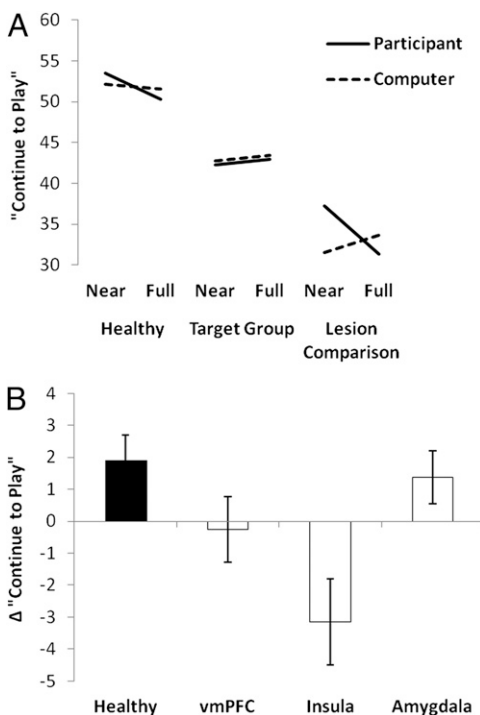 A
60
55
50
45
40
35
30
"Continue to Play"
Participant
Computer
Near Full Near Full Near Full
Healthy Target Group Lesion
Comparison
B
4
3
2
1
0
-1
-2
-3
-4
-5
Δ "Continue to Play"
Healthy vmPFC Insula Amygdala